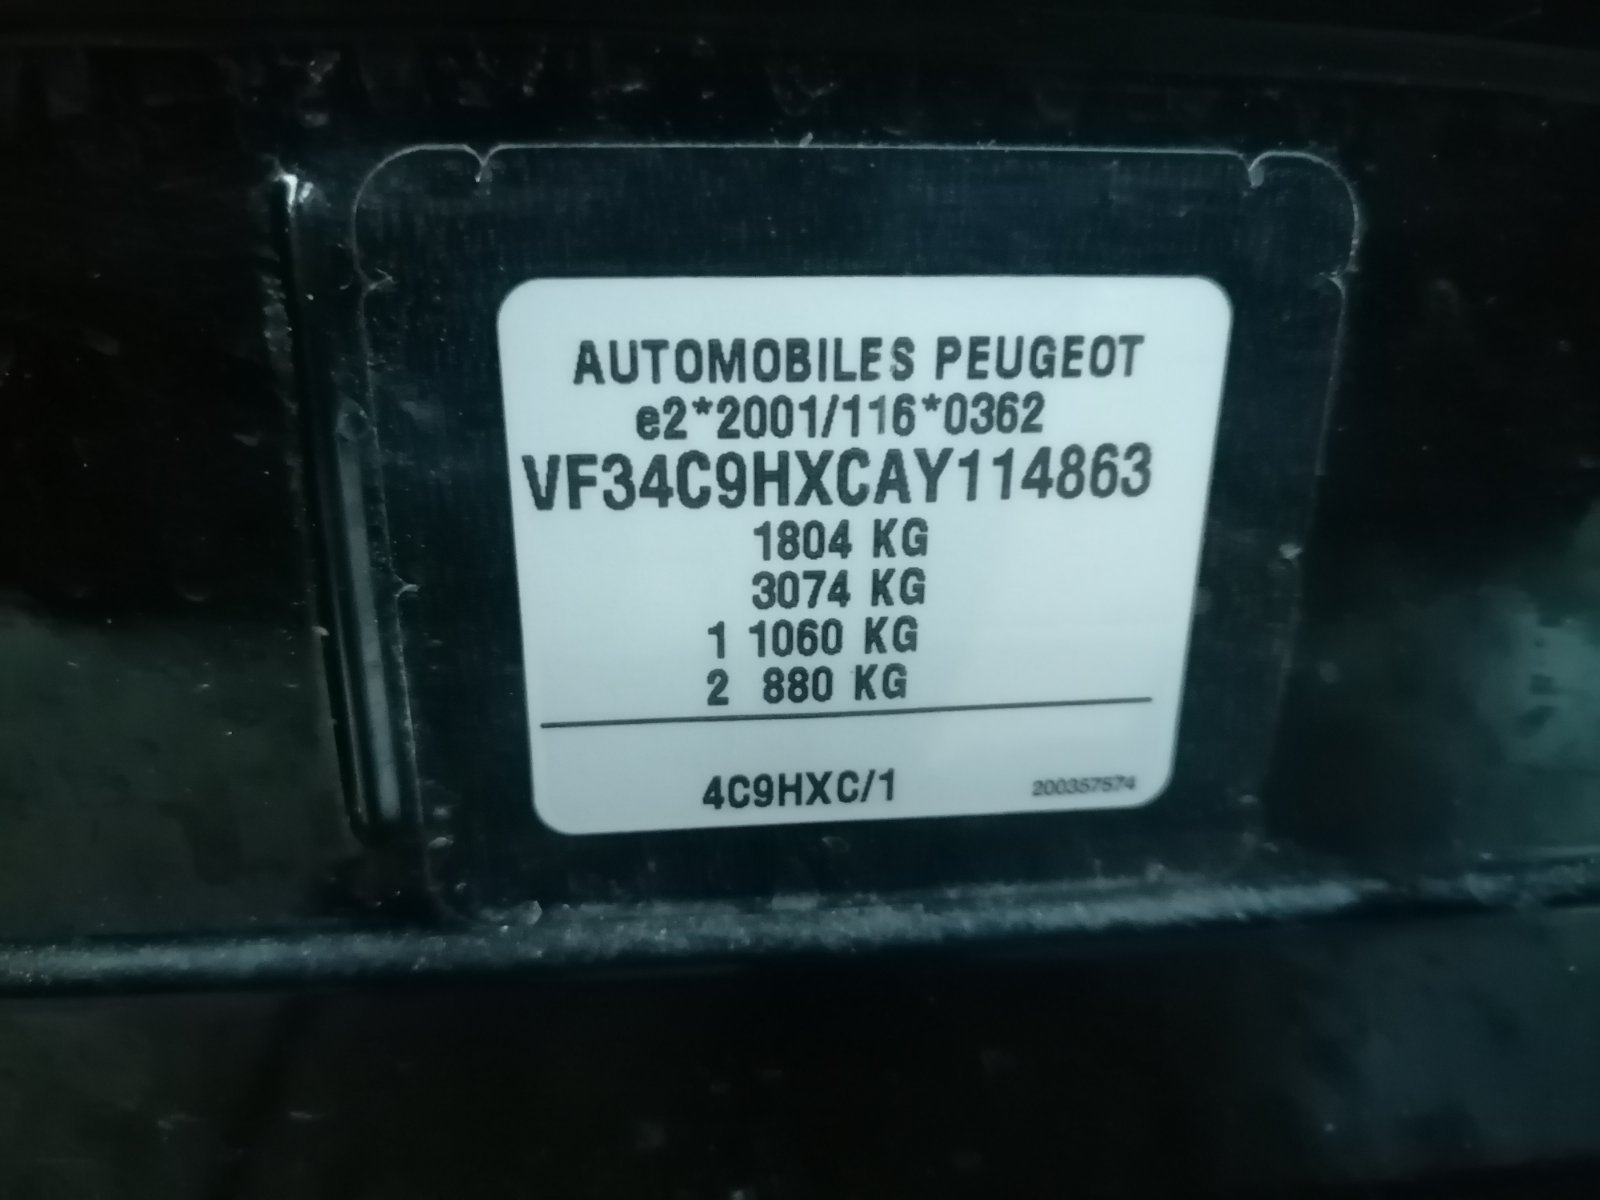 AUTOMOBILES PEUGEOT
e2*2001/116*0362
VF34C9HXCAY114863
1804 KG
3074 KG
1 1060 KG
2 880 KG
4C9HXC/1
200357574